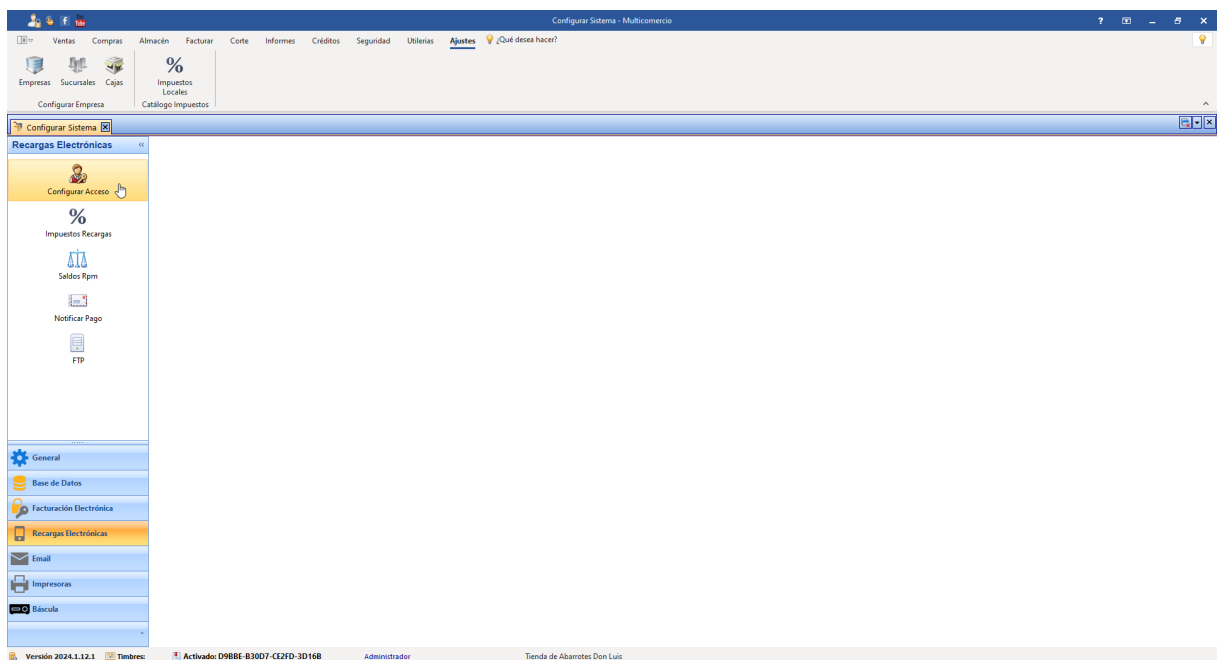 Configurar Sistema - Multicomercio
Ventas Compras Almacén Facturar Corte Informes Créditos Seguridad Utilerias Ajustes ¿Qué desea hacer?
Empresas Sucursales Cajas Impuestos Locales
Configurar Empresa Catálogo Impuestos
Configurar Sistema
Recargas Electrónicas «
Configurar Acceso
% 
Impuestos Recargas
Saldos Rpm
Notificar Pago
FTP
General
Base de Datos
Facturación Electrónica
Recargas Electrónicas
Email
Impresoras
Báscula
Versión 2024.1.12.1 Timbres: Activado: D9BBE-B30D7-CE2FD-3D16B Administrador Tienda de Abarrotes Don Luis